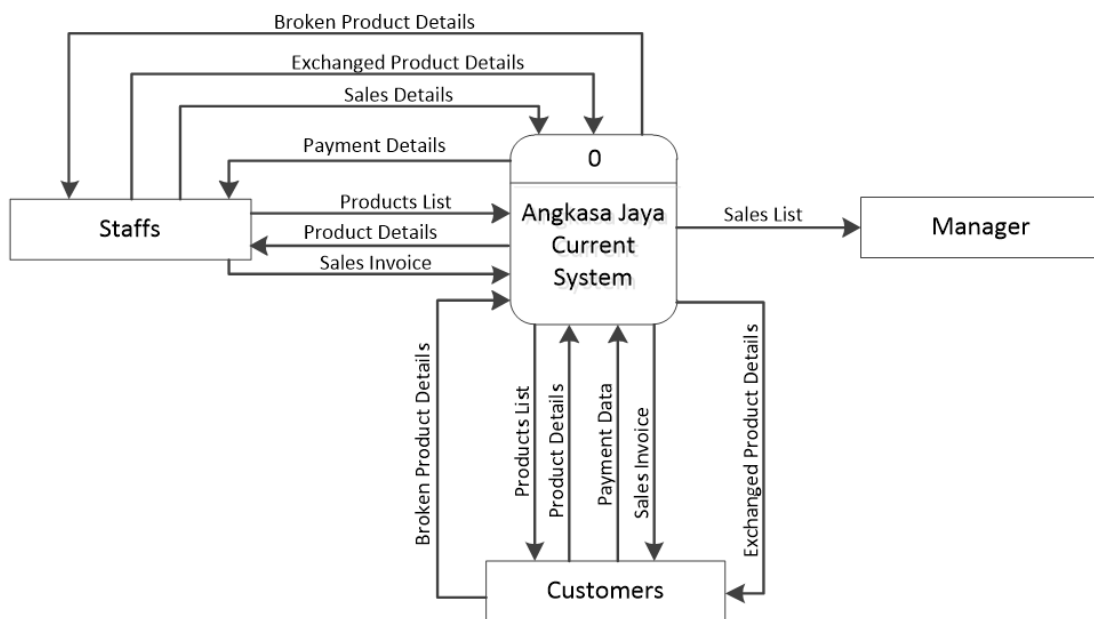 Broken Product Details
Exchanged Product Details
Sales Details
Payment Details
0
Products List
Staffs
Angkasa Jaya
Current
System
Sales List
Manager
Product Details
Sales Invoice
Broken Product Details
Products List
Product Details
Payment Data
Sales Invoice
Exchanged Product Details
Customers